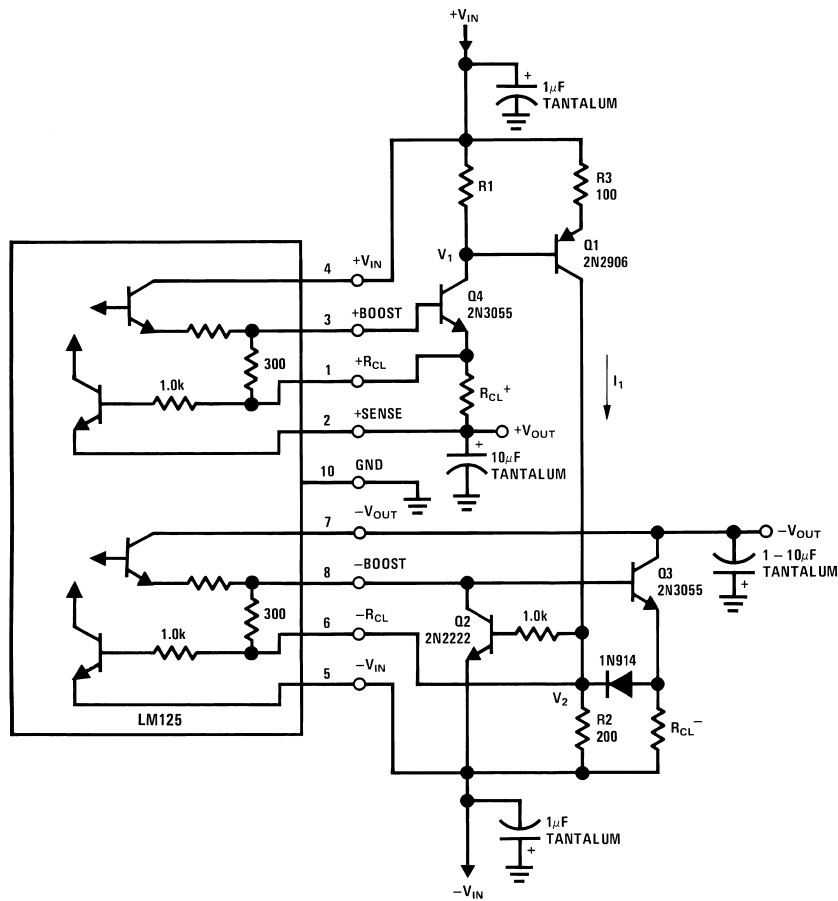 +VIN
+
1μF
TANTALUM
R1
R3
100
V1
Q1
2N2906
4
+VIN
Q4
2N3055
3
+BOOST
300
1
+RCL
1.0k
RCL+
I1
2
+SENSE
+VOUT
+
10μF
TANTALUM
10
GND
7
−VOUT
−VOUT
8
−BOOST
1 – 10μF
TANTALUM
+
Q3
2N3055
300
Q2
2N2222
1.0k
6
−RCL
1.0k
1N914
5
−VIN
V2
R2
200
RCL−
LM125
1μF
TANTALUM
+
−VIN